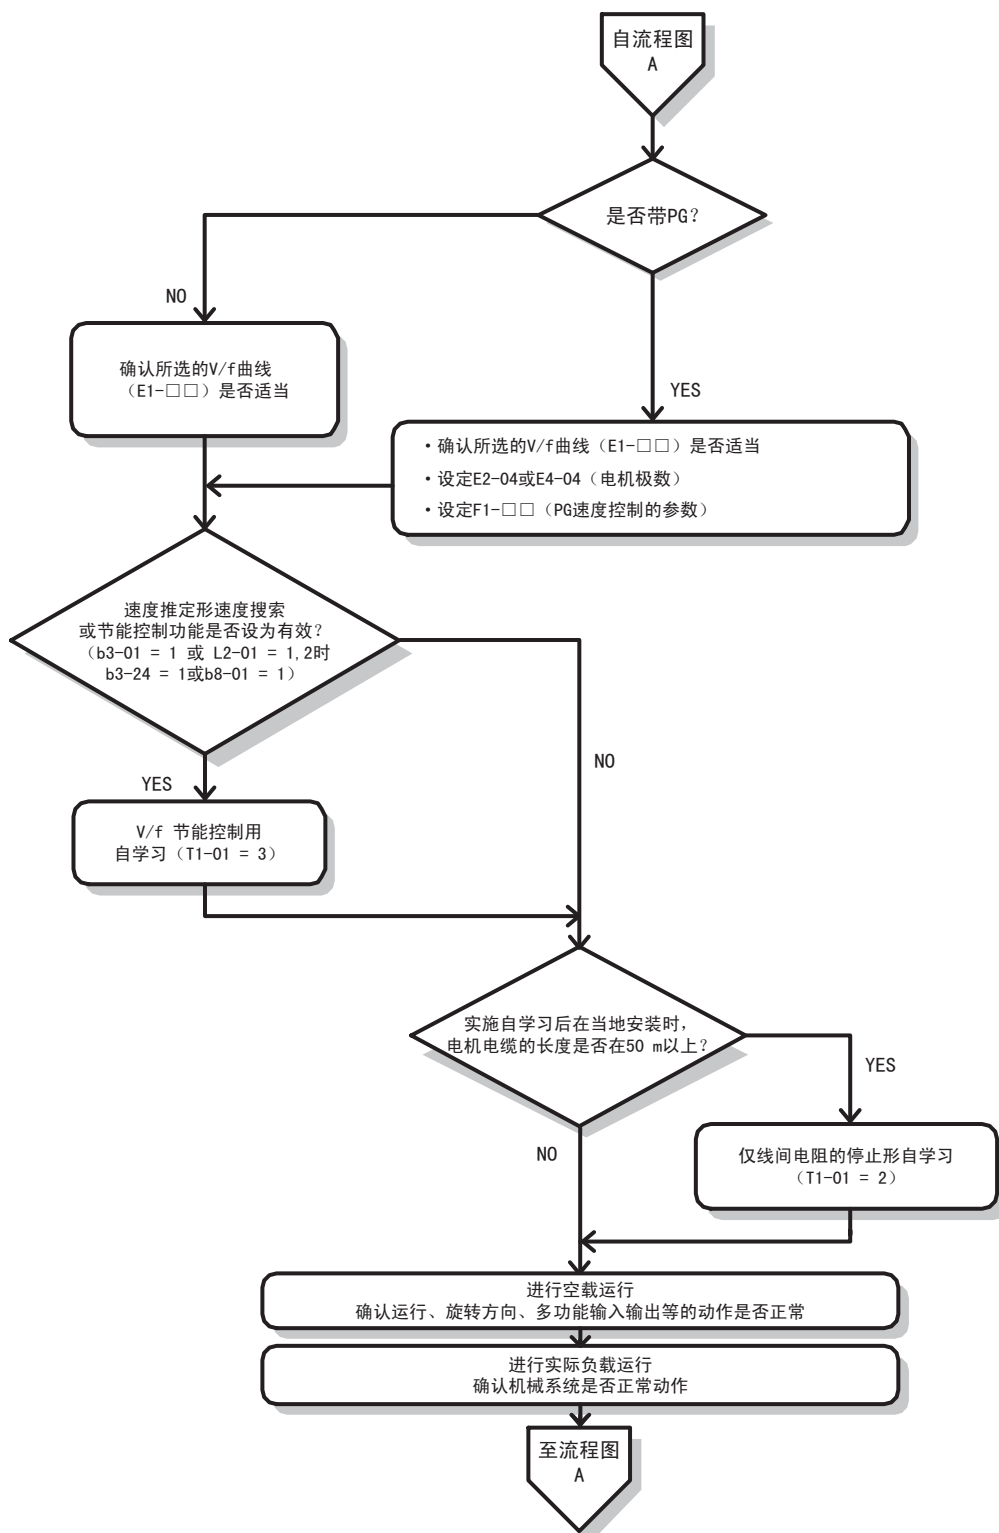 自流程图
A
是否带PG?
NO
确认所选的V/f曲线
（E1-□□）是否适当
YES
・确认所选的V/f曲线（E1-□□）是否适当
・设定E2-04或E4-04（电机极数）
・设定F1-□□（PG速度控制的参数）
速度推定形速度搜索
或节能控制功能是否设为有效?
（b3-01 = 1 或 L2-01 = 1,2时
b3-24 = 1或b8-01 = 1）
NO
YES
V/f 节能控制用
自学习（T1-01 = 3）
实施自学习后在当地安装时，
电机电缆的长度是否在50 m以上?
YES
NO
仅线间电阻的停止形自学习
（T1-01 = 2）
进行空载运行
确认运行、旋转方向、多功能输入输出等的动作是否正常
进行实际负载运行
确认机械系统是否正常动作
至流程图
A